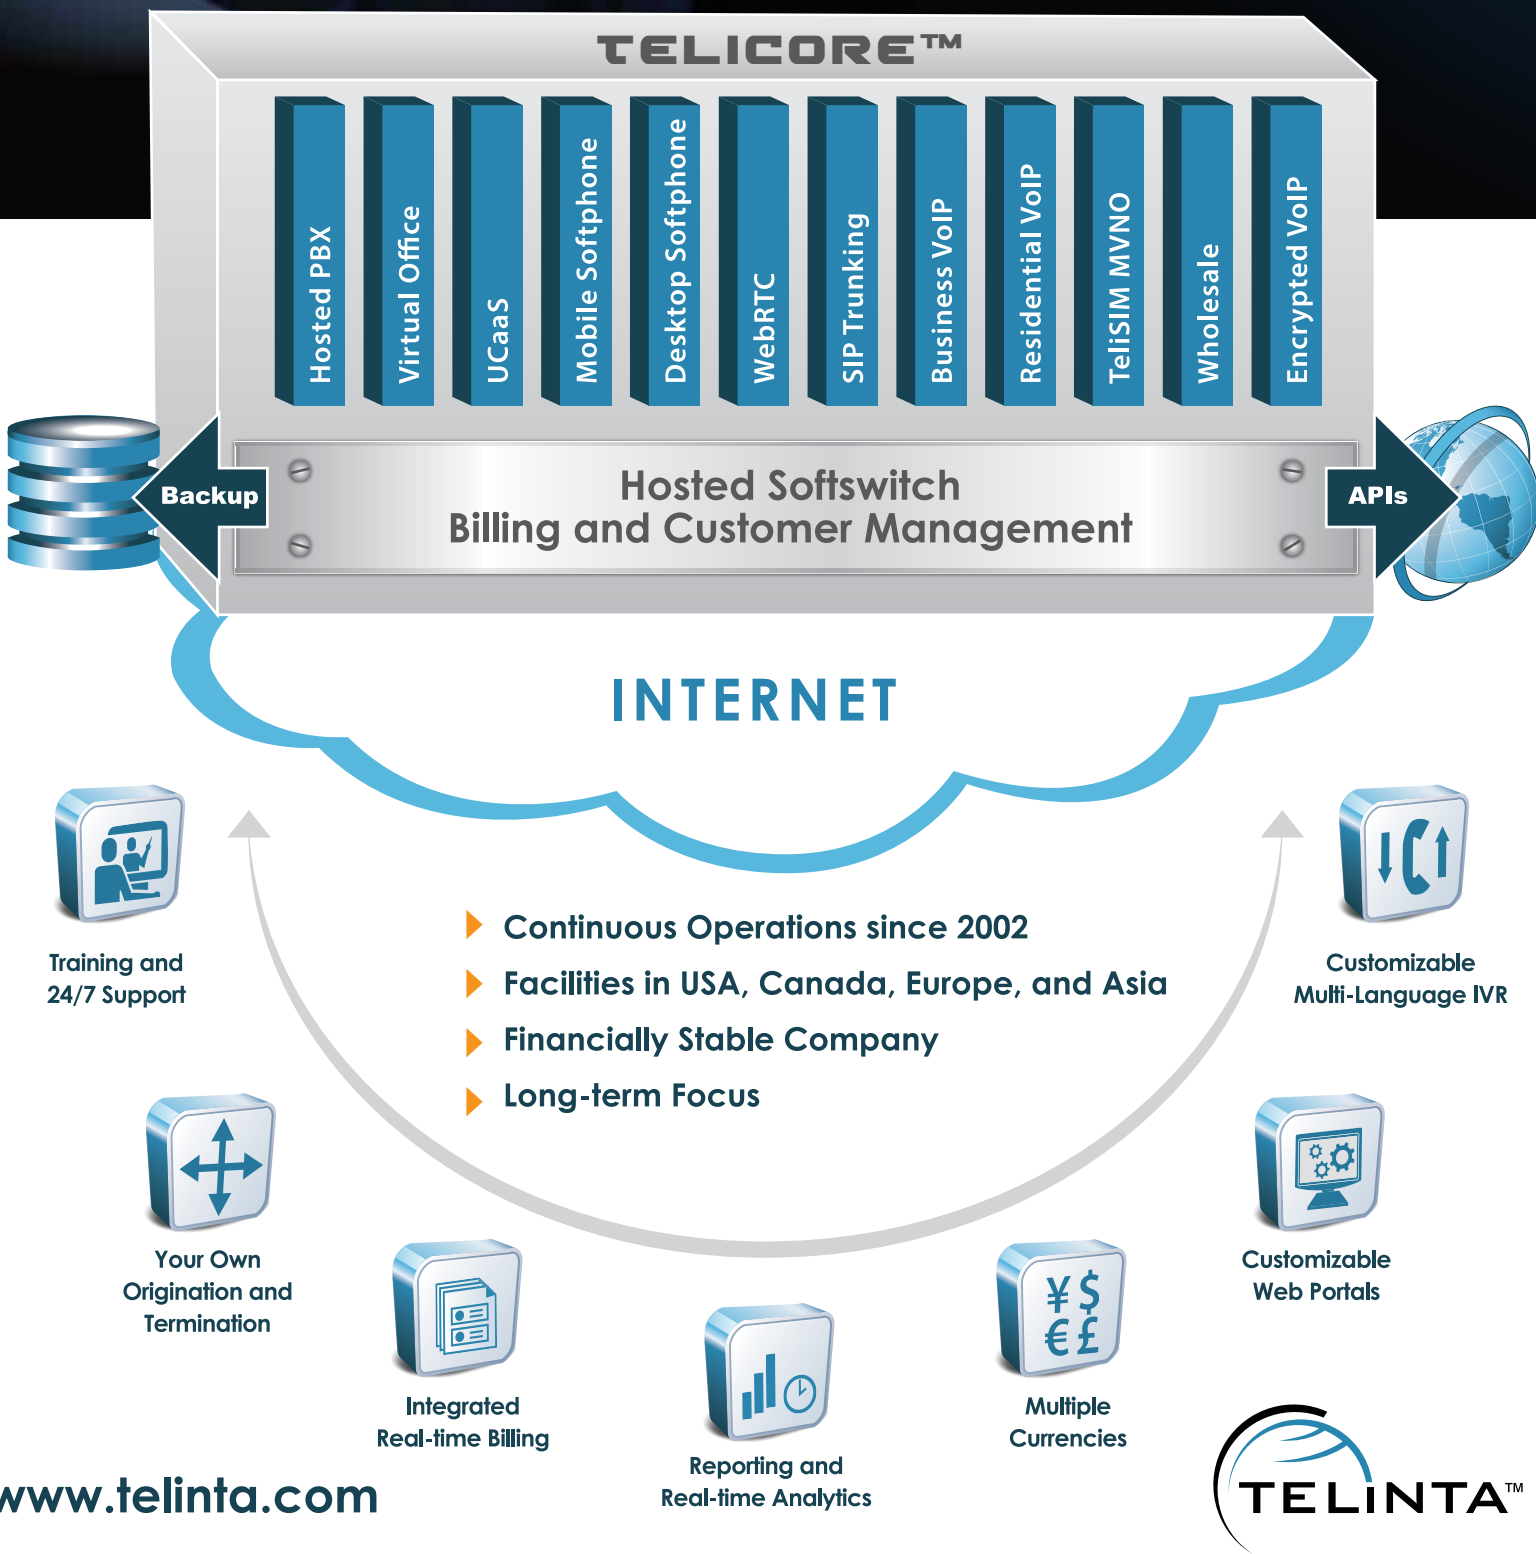 TELICORE™
Hosted PBX
Virtual Office
UCaaS
Mobile Softphone
Desktop Softphone
WebRTC
SIP Trunking
Business VoIP
Residential VoIP
TeliSIM MVNO
Wholesale
Encrypted VoIP
Backup
Hosted Softswitch
Billing and Customer Management
APIs
INTERNET
Continuous Operations since 2002
Facilities in USA, Canada, Europe, and Asia
Financially Stable Company
Long-term Focus
Training and
24/7 Support
Your Own
Origination and
Termination
Integrated
Real-time Billing
Reporting and
Real-time Analytics
¥ $
€ £
Multiple
Currencies
Customizable
Web Portals
Customizable
Multi-Language IVR
www.telinta.com
TELINTA™